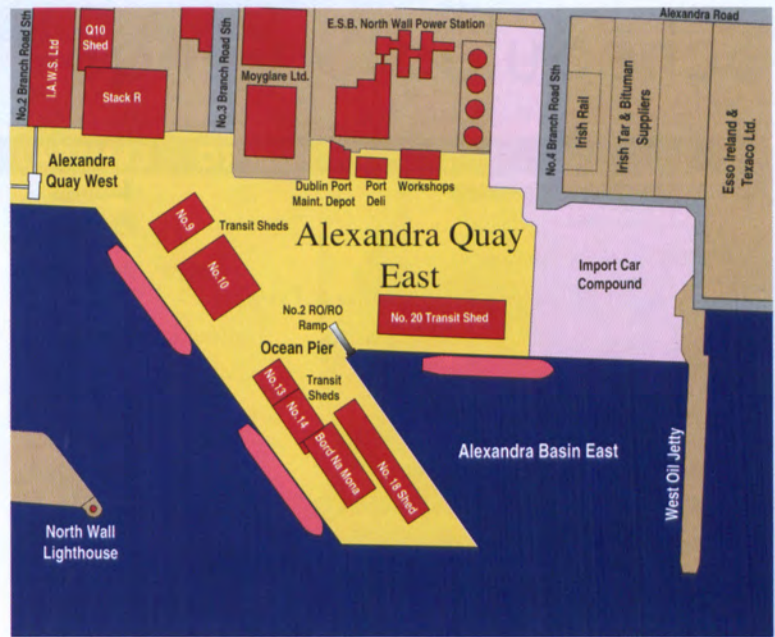 Alexandra Road
No.2 Branch Road Sth
I.A.W.S. Ltd
Q10
Shed
Stack R
No.3 Branch Road Sth
Moyglare Ltd.
E.S.B. North Wall Power Station
No.4 Branch Road Sth
Irish Rail
Irish Tar & Bituman
Suppliers
Esso Ireland &
Texaco Ltd.
Alexandra
Quay West
Dublin Port
Maint. Depot
Port
Deli
Workshops
No.9
Transit Sheds
No.10
Alexandra Quay
East
Import Car
Compound
No.2 RO/RO
Ramp
No. 20 Transit Shed
Ocean Pier
No.13
Transit
Sheds
No.14
Bord Na Mona
No. 18 Shed
Alexandra Basin East
West Oil Jetty
North Wall
Lighthouse